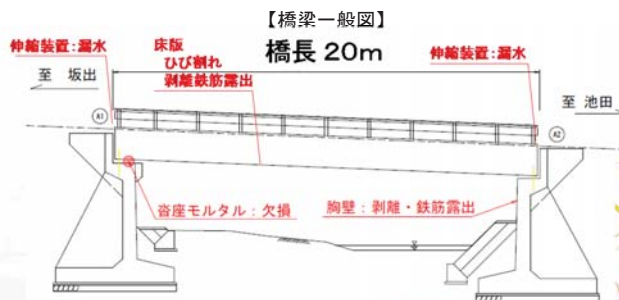 【橋梁一般図】
伸縮装置:漏水
床版
ひび割れ
剥離鉄筋露出
橋長 20m
伸縮装置:漏水
至 坂出
至 池田
A1
A2
沓座モルタル:欠損
胸壁:剥離・鉄筋露出